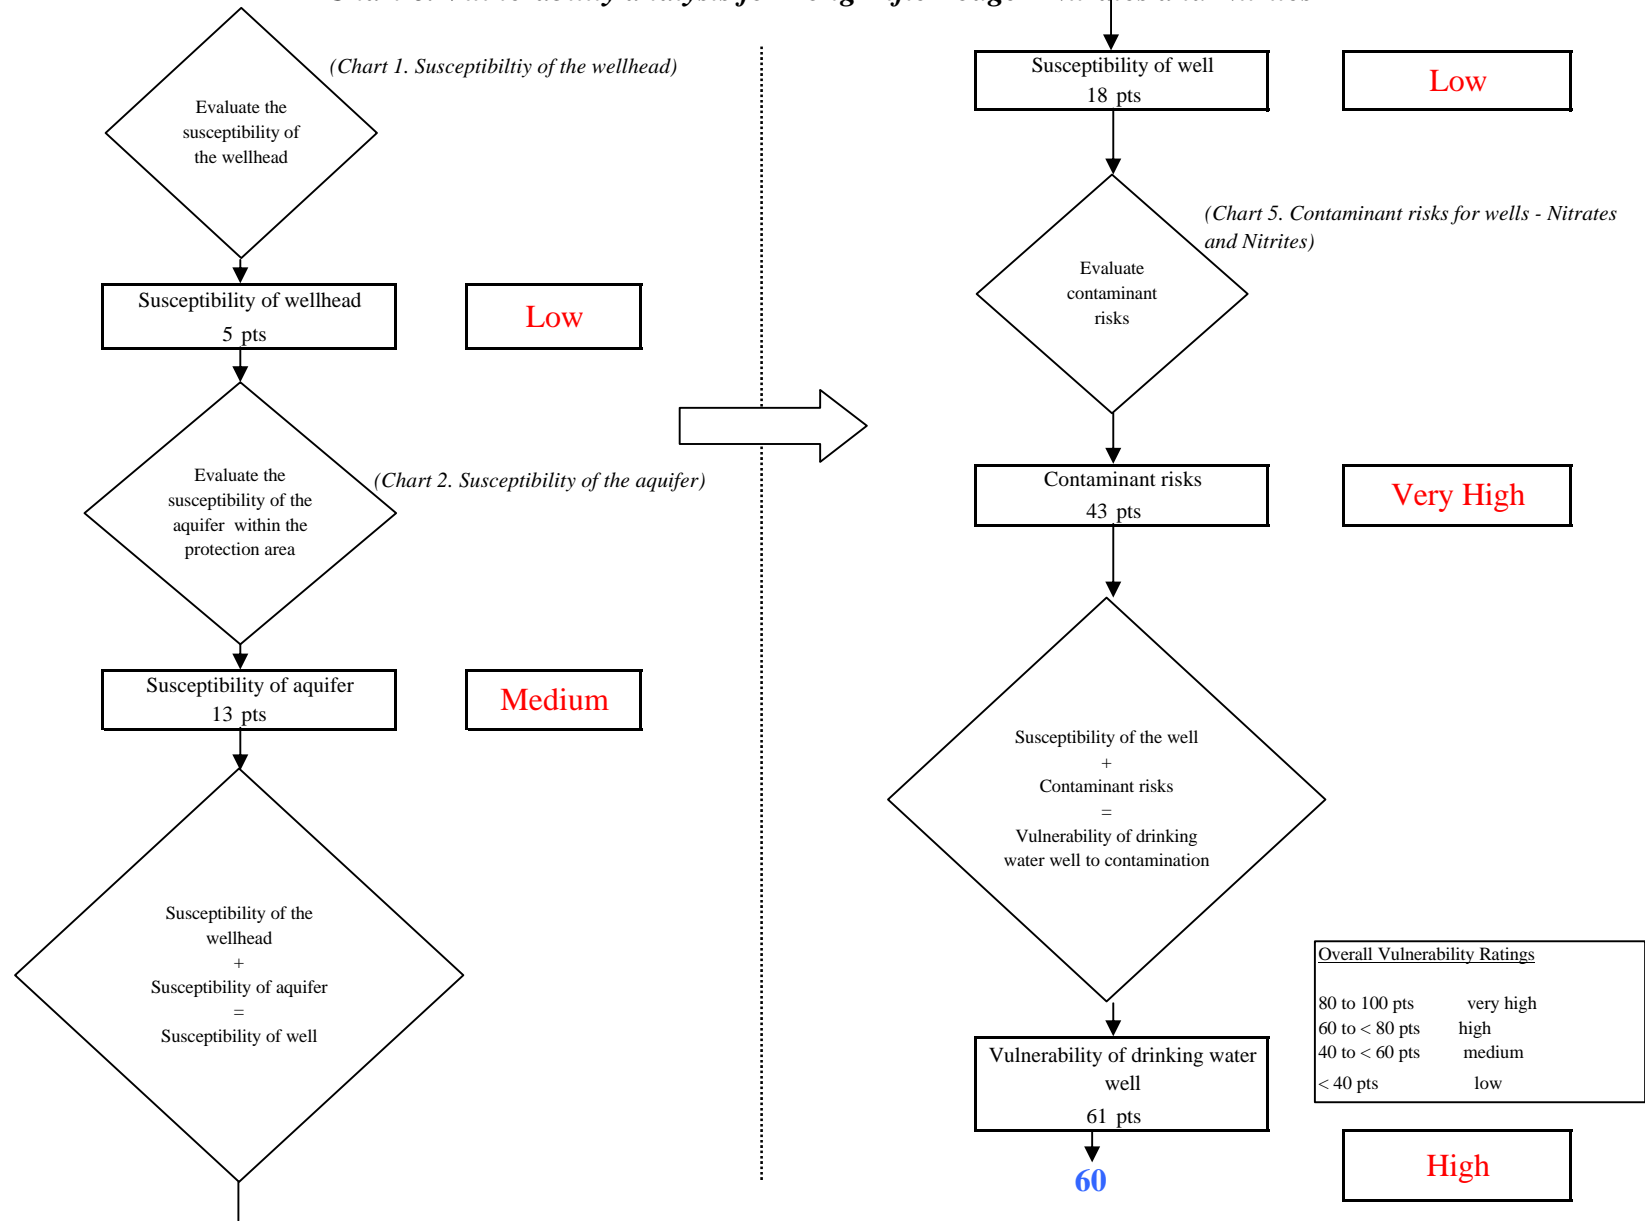 (Chart 1. Susceptibiltiy of the wellhead)
Evaluate the
susceptibility of
the wellhead
Susceptibility of wellhead
5 pts
Low
Evaluate the
susceptibility of the
aquifer within the
protection area
(Chart 2. Susceptibility of the aquifer)
Susceptibility of aquifer
13 pts
Medium
Susceptibility of the
wellhead
+
Susceptibility of aquifer
=
Susceptibility of well
Susceptibility of well
18 pts
Low
(Chart 5. Contaminant risks for wells - Nitrates
and Nitrites)
Evaluate
contaminant
risks
Contaminant risks
43 pts
Very High
Susceptibility of the well
+
Contaminant risks
=
Vulnerability of drinking
water well to contamination
Overall Vulnerability Ratings
80 to 100 pts very high
60 to < 80 pts high
40 to < 60 pts medium
< 40 pts low
Vulnerability of drinking water
well
61 pts
60
High